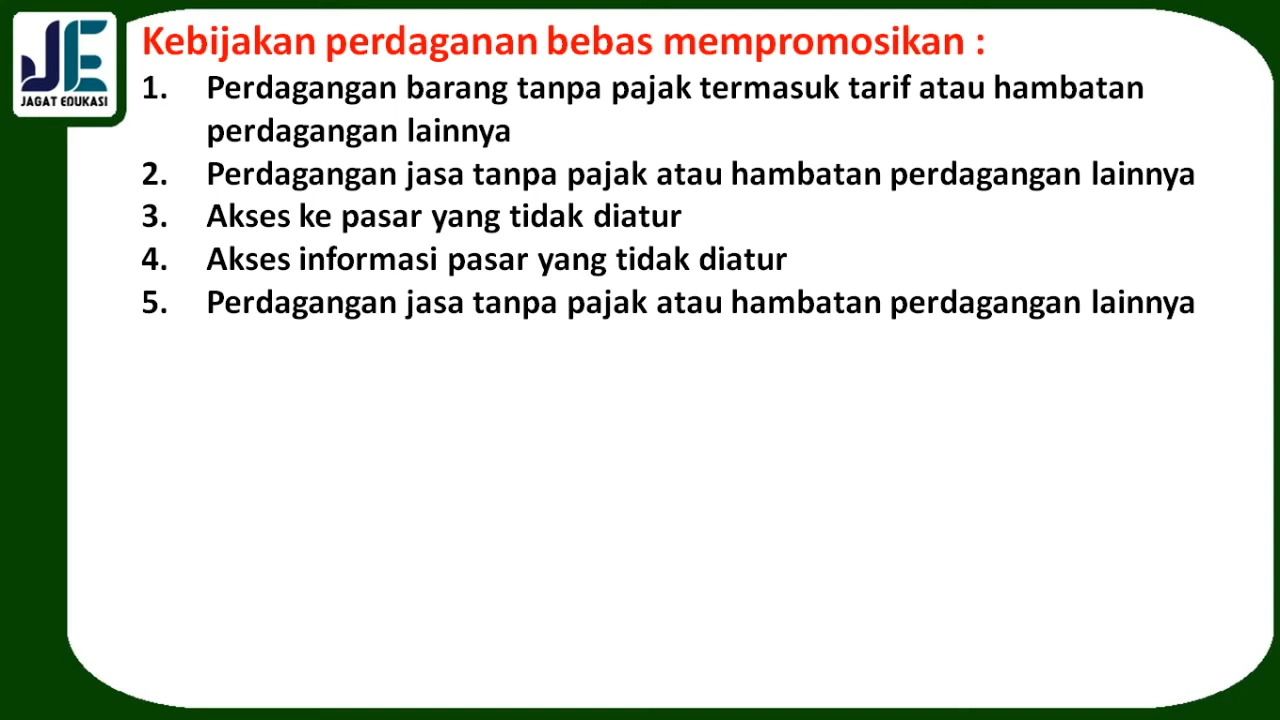 JE
JAGAT EDUKASI
Kebijakan perdaganan bebas mempromosikan :
1. Perdagangan barang tanpa pajak termasuk tarif atau hambatan
perdagangan lainnya
2. Perdagangan jasa tanpa pajak atau hambatan perdagangan lainnya
3. Akses ke pasar yang tidak diatur
4. Akses informasi pasar yang tidak diatur
5. Perdagangan jasa tanpa pajak atau hambatan perdagangan lainnya